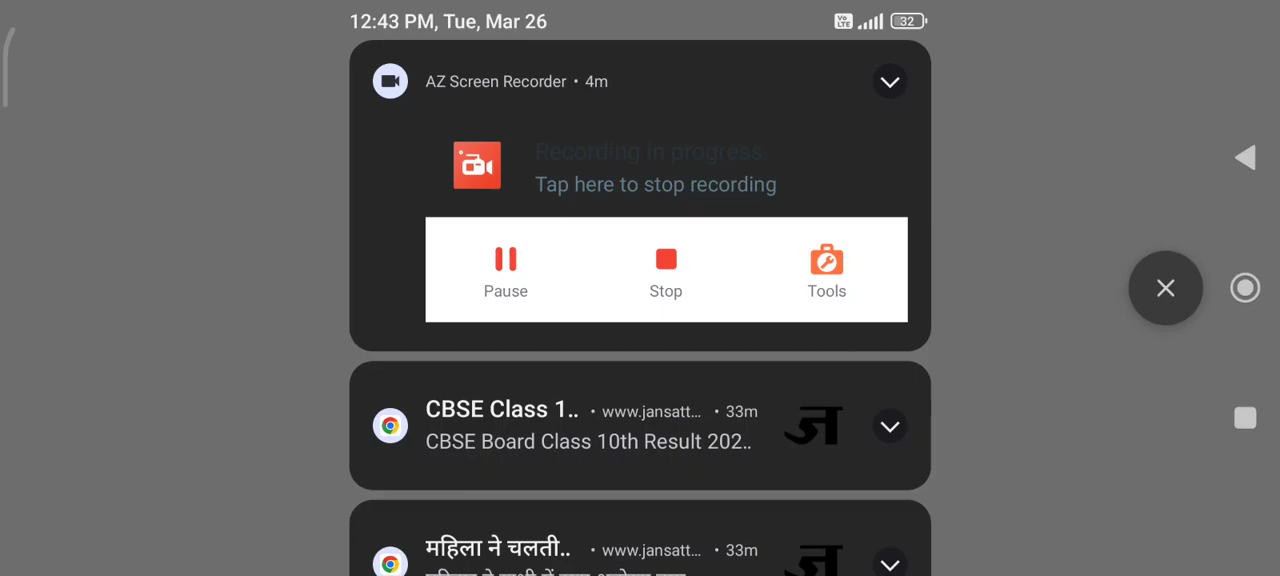 12:43 PM, Tue, Mar 26 Vo LTE 32
AZ Screen Recorder • 4m
Recording in progress
Tap here to stop recording
Pause Stop Tools
CBSE Class 1.. • www.jansatt… • 33m
CBSE Board Class 10th Result 202..
ज
महिला ने चलती.. • www.jansatt… • 33m
ज